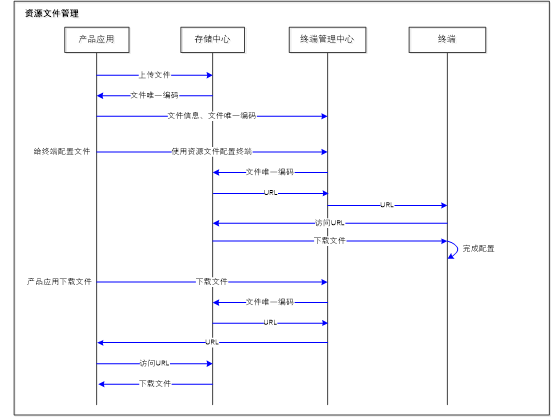 资源文件管理
产品应用
存储中心
终端管理中心
终端
上传文件
文件唯一编码
文件信息、文件唯一编码
给终端配置文件
使用资源文件配置终端
文件唯一编码
URL
URL
访问URL
下载文件
完成配置
产品应用下载文件
下载文件
文件唯一编码
URL
URL
访问URL
下载文件